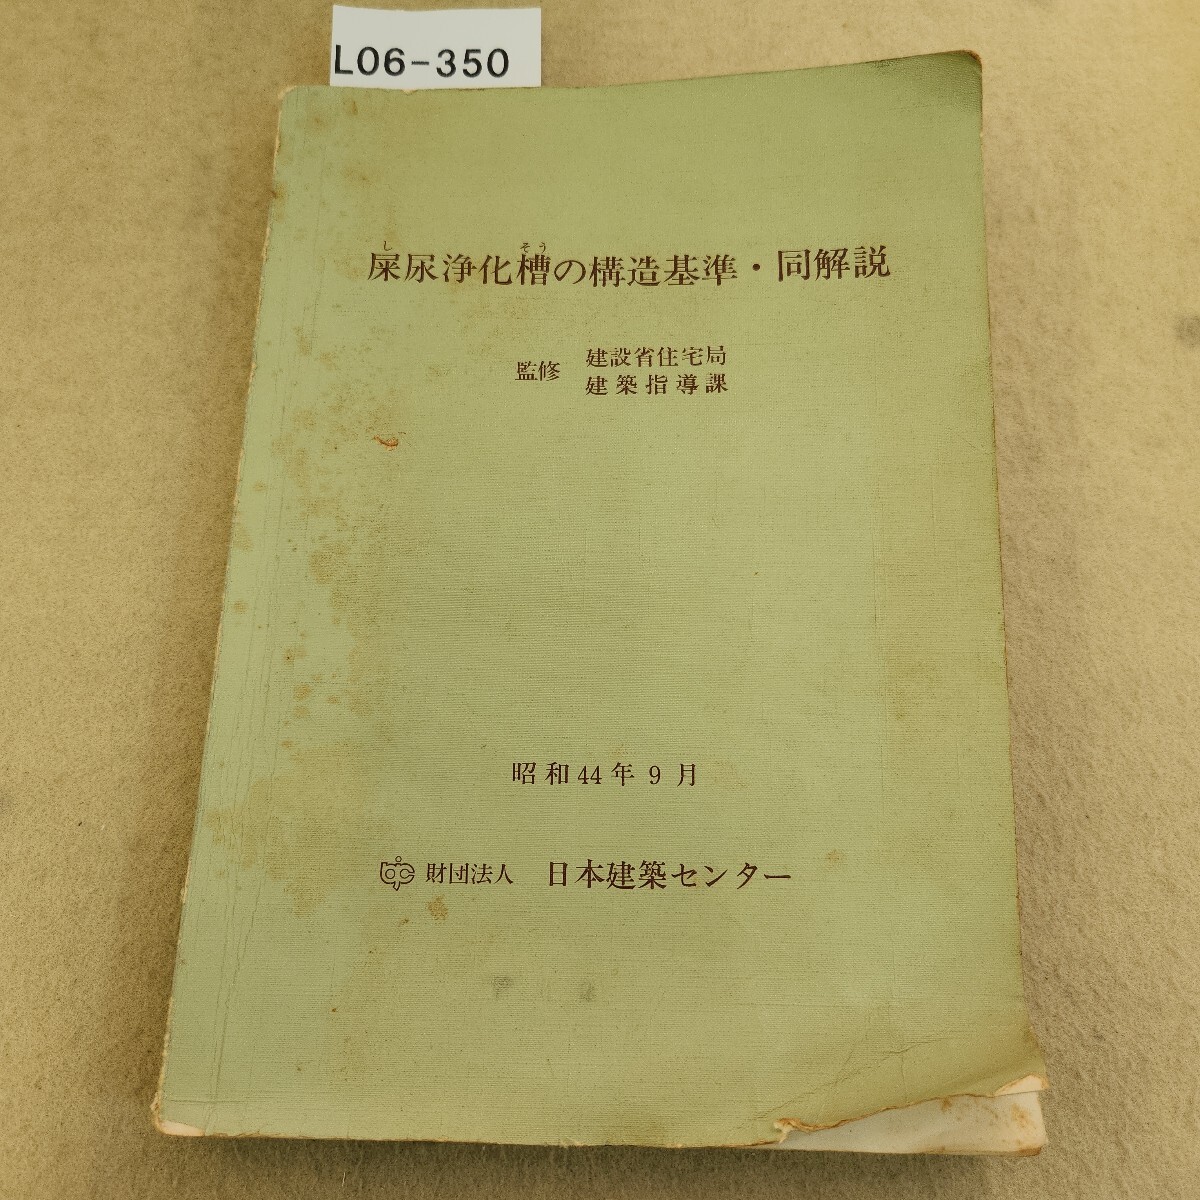 L06-350
し そう
屎尿浄化槽の構造基準・同解説
監修 建設省住宅局
建築指導課
昭和44年9月
財団法人 日本建築センター